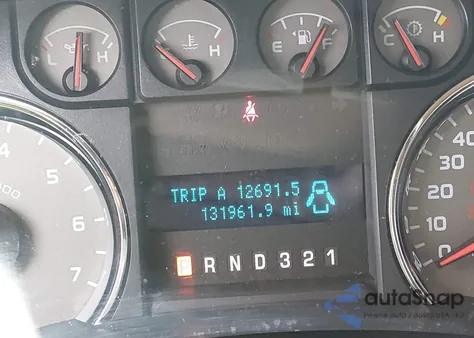 L H
C H
E F
C H
4
5
6
7
000
TRIP A 12691.5
131961.9 mi
P R N D 3 2 1
40
30
20
10
0
autoSnap